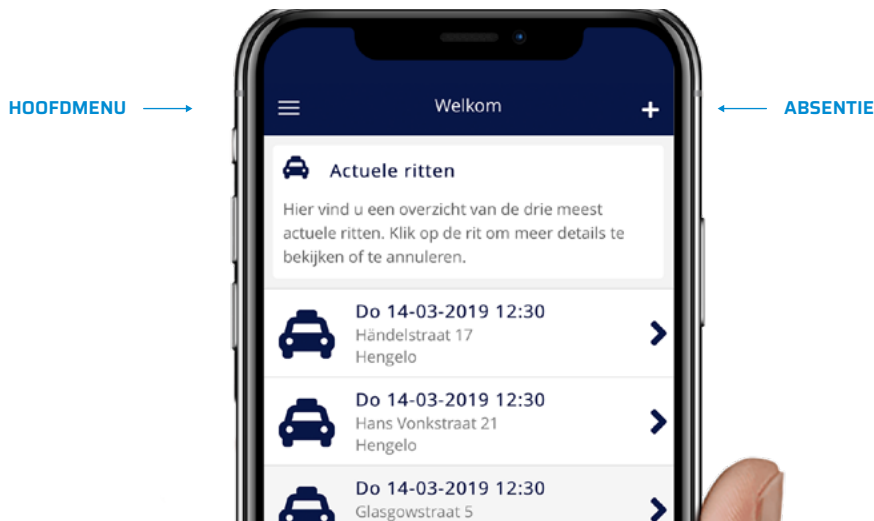 HOOFDMENU
Welkom
ABSENTIE
Actuele ritten
Hier vind u een overzicht van de drie meest
actuele ritten. Klik op de rit om meer details te
bekijken of te annuleren.
Do 14-03-2019 12:30
Händelstraat 17
Hengelo
Do 14-03-2019 12:30
Hans Vonkstraat 21
Hengelo
Do 14-03-2019 12:30
Glasgowstraat 5